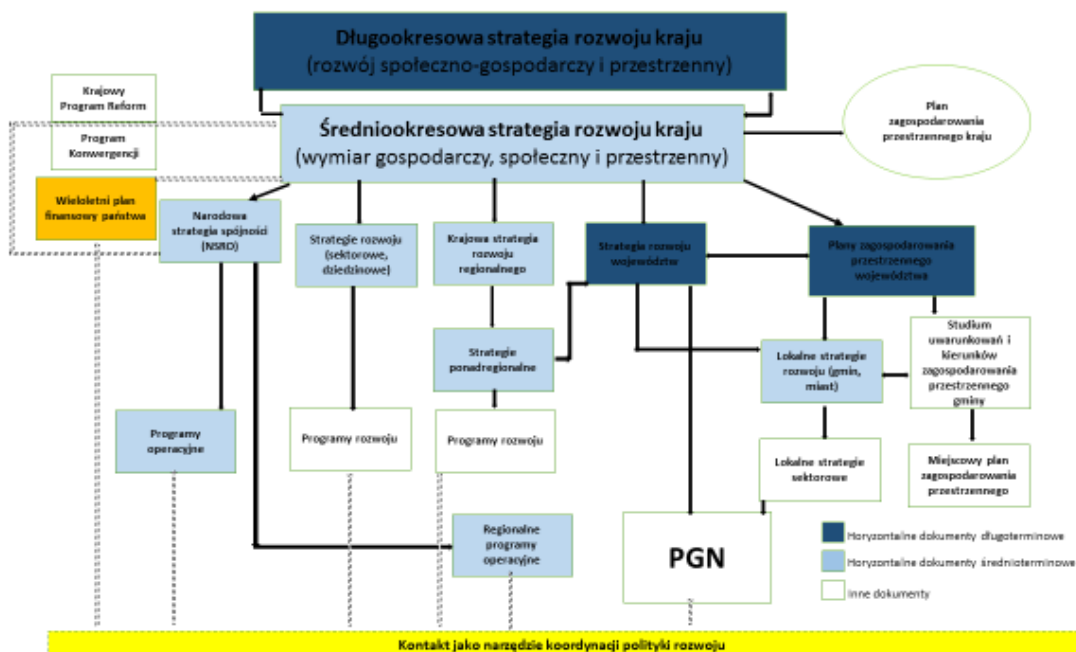 Długookresowa strategia rozwoju kraju
(rozwój społeczno-gospodarczy i przestrzenny)
Krajowy
Program Reform
Średniookresowa strategia rozwoju kraju
(wymiar gospodarczy, społeczny i przestrzenny)
Plan
zagospodarowania
przestrzennego kraju
Program
Konwergencji
Wieloletni plan
finansowy państwa
Narodowa
strategia spójności
(NSRO)
Strategie rozwoju
(sektorowe,
dziedzinowe)
Krajowa strategia
rozwoju
regionalnego
Strategia rozwoju
województw
Plany zagospodarowania
przestrzennego
województwa
Strategie
ponadregionalne
Lokalne strategie
rozwoju (gmin,
miast)
Studium
uwarunkowań i
kierunków
zagospodarowania
przestrzennego
gminy
Programy
operacyjne
Programy rozwoju
Programy rozwoju
Lokalne strategie
sektorowe
Miejscowy plan
zagospodarowania
przestrzennego
Regionalne
programy
operacyjne
PGN
Horyzontalne dokumenty długoterminowe
Horyzontalne dokumenty średnioterminowe
Inne dokumenty
Kontakt jako narzędzie koordynacji polityki rozwoju